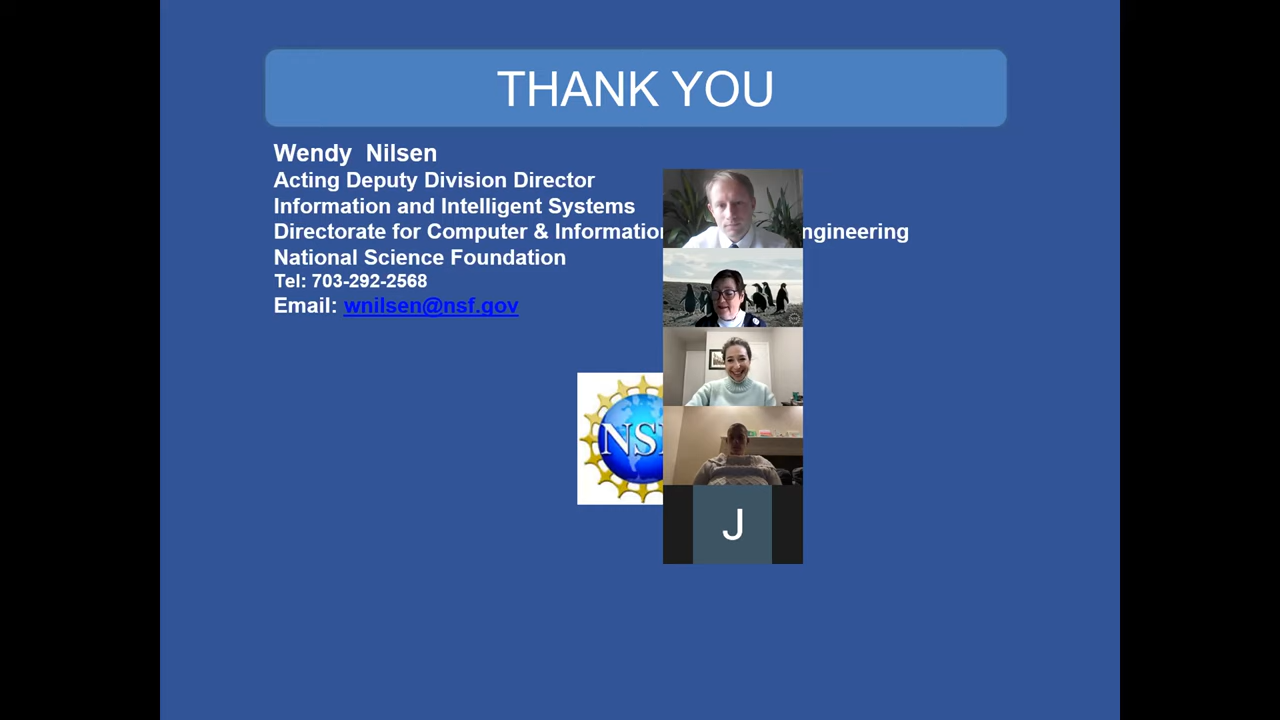 THANK YOU
Wendy Nilsen
Acting Deputy Division Director
Information and Intelligent Systems
Directorate for Computer & Informatio ngineering
National Science Foundation
Tel: 703-292-2568
Email: wnilsen@nsf.gov
NS
J